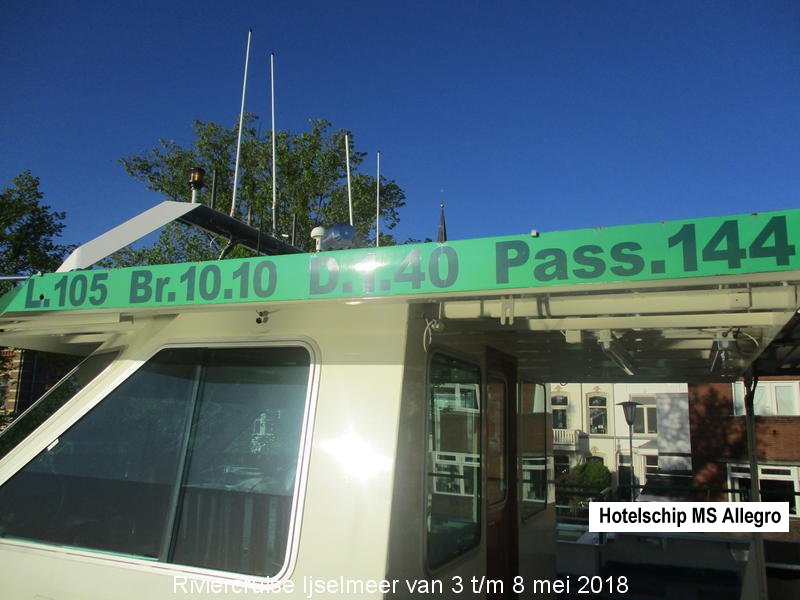 L.105 Br.10.10 D.1.40 Pass.144
Hotelschip MS Allegro
Riviercruise Ijselmeer van 3 t/m 8 mei 2018